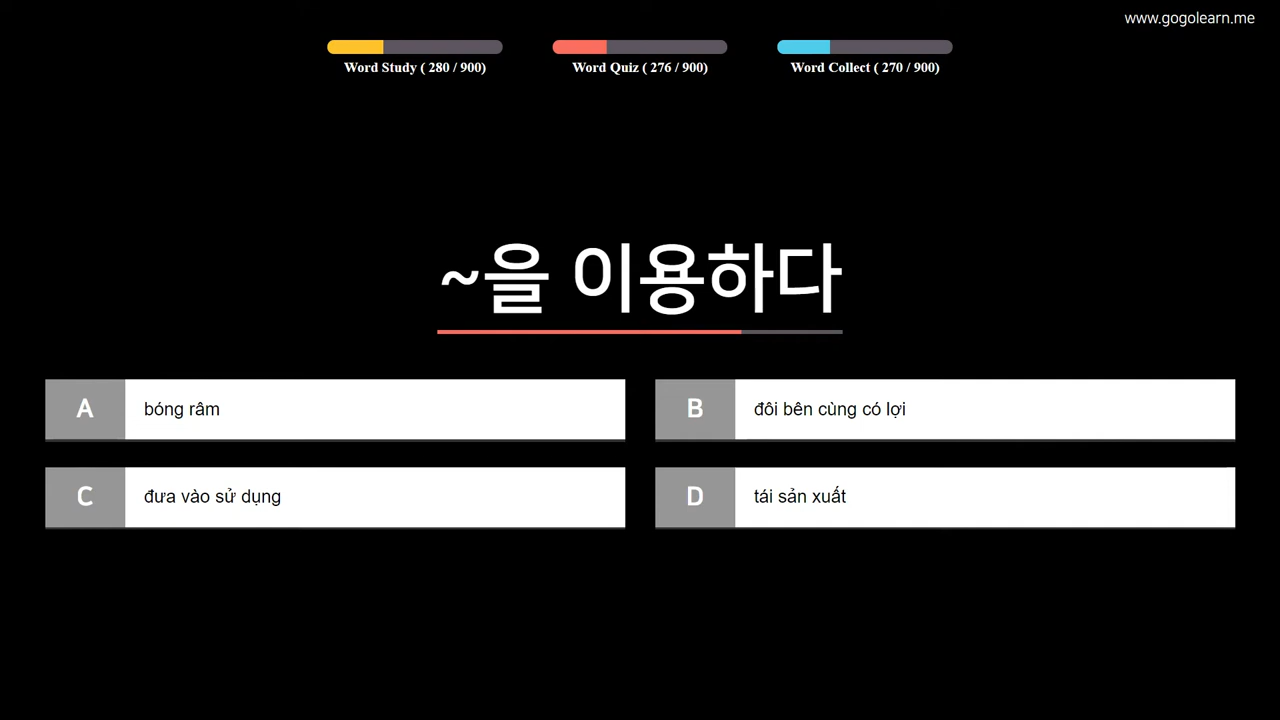 www.gogolearn.me
Word Study ( 280 / 900)
Word Quiz ( 276 / 900)
Word Collect ( 270 / 900)
~을 이용하다
A bóng râm
B đôi bên cùng có lợi
C đưa vào sử dụng
D tái sản xuất